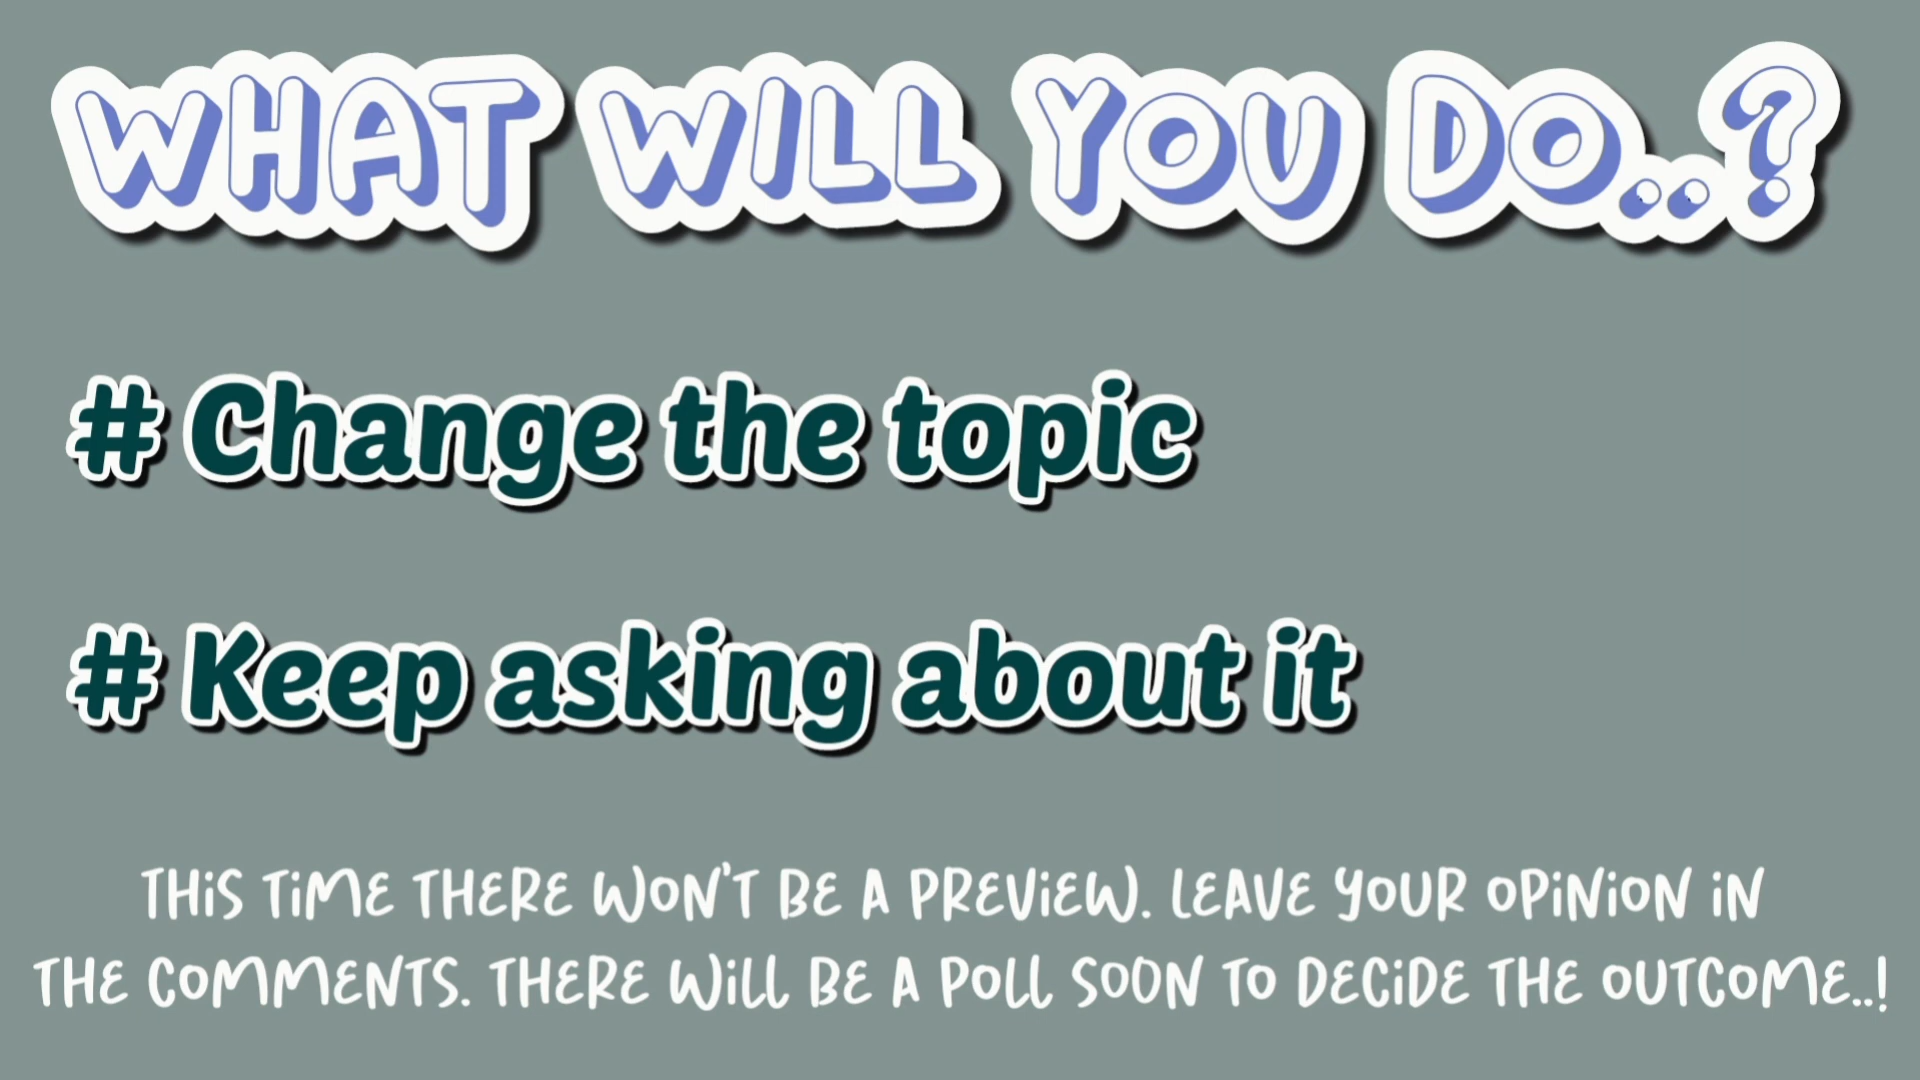 WHAT WILL YOU DO..?
# Change the topic
# Keep asking about it
THIS TIME THERE WON'T BE A PREVIEW. LEAVE YOUR OPINION IN
THE COMMENTS. THERE WILL BE A POLL SOON TO DECIDE THE OUTCOME..!